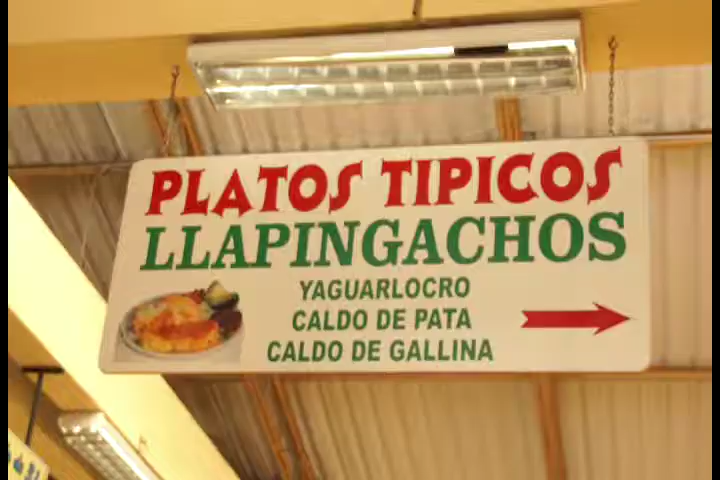 PLATOS TIPICOS
LLAPINGACHOS
YAGUARLOCRO
CALDO DE PATA
CALDO DE GALLINA